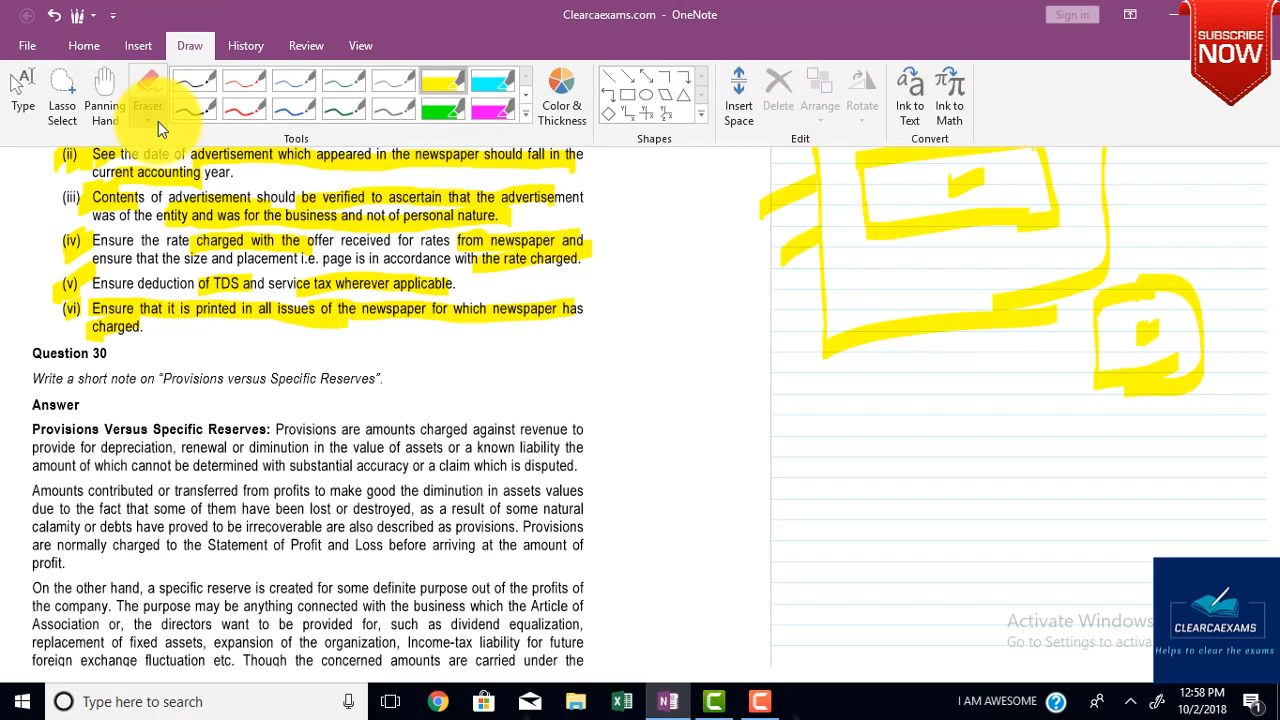 Clearcaexams.com - OneNote
Sign in
SUBSCRIBE
NOW
File Home Insert Draw History Review View
Type
Lasso
Select
Panning
Hand
Eraser
Color &
Thickness
Insert
Space
Delete
Arrange
Rotate
Ink to
Text
Ink to
Math
Tools Shapes Edit Convert
(ii) See the date of advertisement which appeared in the newspaper should fall in the
current accounting year.
(iii) Contents of advertisement should be verified to ascertain that the advertisement
was of the entity and was for the business and not of personal nature.
(iv) Ensure the rate charged with the offer received for rates from newspaper and
ensure that the size and placement i.e. page is in accordance with the rate charged.
(v) Ensure deduction of TDS and service tax wherever applicable.
(vi) Ensure that it is printed in all issues of the newspaper for which newspaper has
charged.
Question 30
Write a short note on “Provisions versus Specific Reserves”.
Answer
Provisions Versus Specific Reserves: Provisions are amounts charged against revenue to
provide for depreciation, renewal or diminution in the value of assets or a known liability the
amount of which cannot be determined with substantial accuracy or a claim which is disputed.
Amounts contributed or transferred from profits to make good the diminution in assets values
due to the fact that some of them have been lost or destroyed, as a result of some natural
calamity or debts have proved to be irrecoverable are also described as provisions. Provisions
are normally charged to the Statement of Profit and Loss before arriving at the amount of
profit.
On the other hand, a specific reserve is created for some definite purpose out of the profits of
the company. The purpose may be anything connected with the business which the Article of
Association or, the directors want to be provided for, such as dividend equalization,
replacement of fixed assets, expansion of the organization, Income-tax liability for future
foreign exchange fluctuation etc. Though the concerned amounts are carried under the
Activate Windows
Go to Settings to activa
CLEARCAEXAMS
Helps to clear the exams
Type here to search
I AM AWESOME
12:58 PM
10/2/2018
1